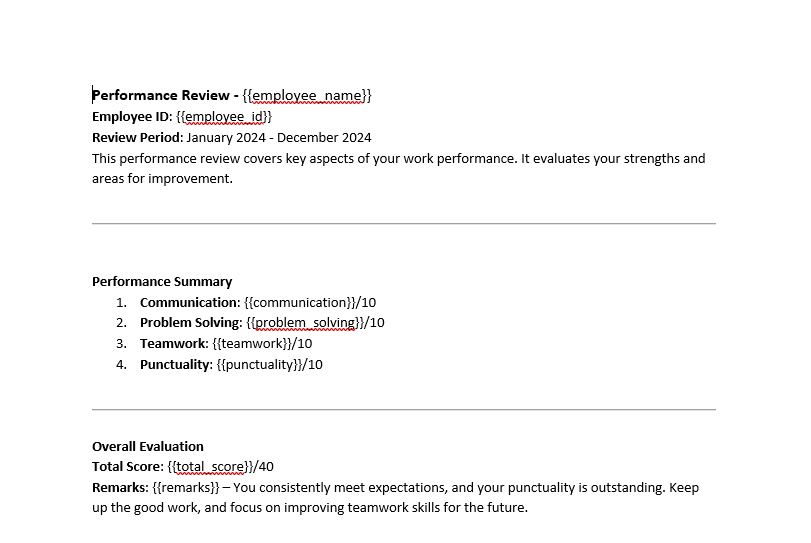 Performance Review - {{employee_name}}
Employee ID: {{employee_id}}
Review Period: January 2024 - December 2024
This performance review covers key aspects of your work performance. It evaluates your strengths and
areas for improvement.
Performance Summary
1. Communication: {{communication}}/10
2. Problem Solving: {{problem_solving}}/10
3. Teamwork: {{teamwork}}/10
4. Punctuality: {{punctuality}}/10
Overall Evaluation
Total Score: {{total_score}}/40
Remarks: {{remarks}} – You consistently meet expectations, and your punctuality is outstanding. Keep
up the good work, and focus on improving teamwork skills for the future.